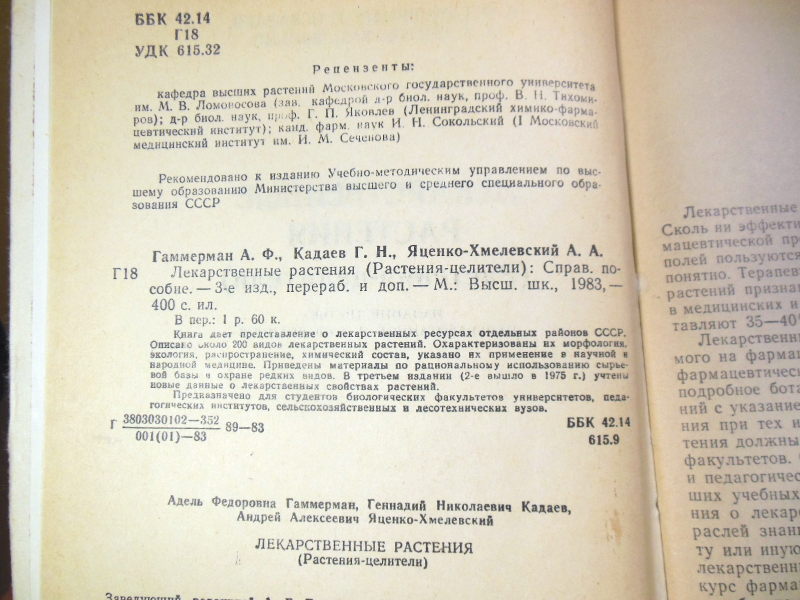 ББК 42.14
Г18
УДК 615.32
Рецензенты:
кафедра высших растений Московского государственного университета
им. М. В. Ломоносова (зав. кафедрой д-р биол. наук, проф. В. Н. Тихоми-
ров); д-р биол. наук, проф. Г. П. Яковлев (Ленинградский химико-фарма-
цевтический институт); канд. фарм. наук И. Н. Сокольский (I Московский
медицинский институт им. И. М. Сеченова)
Рекомендовано к изданию Учебно-методическим управлением по выс-
шему образованию Министерства высшего и среднего специального обра-
зования СССР
Гаммерман А. Ф., Кадаев Г. Н., Яценко-Хмелевский А. А.
Г18 Лекарственные растения (Растения-целители): Справ. по-
собие. — 3-е изд., перераб. и доп. — М.: Высш. шк., 1983, —
400 с. ил.
В пер.: 1 р. 60 к.
Книга дает представление о лекарственных ресурсах отдельных районов СССР.
Описано около 200 видов лекарственных растений. Охарактеризованы их морфология,
экология, распространение, химический состав, указано их применение в научной и
народной медицине. Приведены материалы по рациональному использованию сырье-
вой базы и охране редких видов. В третьем издании (2-е вышло в 1975 г.) учтены
новые данные о лекарственных свойствах растений.
Предназначено для студентов биологических факультетов университетов, педа-
гогических институтов, сельскохозяйственных и лесотехнических вузов.
Г 3803030102—352 89—83 ББК 42.14
001(01)—83 615.9
Адель Федоровна Гаммерман, Геннадий Николаевич Кадаев,
Андрей Алексеевич Яценко-Хмелевский
ЛЕКАРСТВЕННЫЕ РАСТЕНИЯ
(Растения-целители)
Заведующий
Лекарственные
Сколь ни эффекти
мацевтической пр
полей пользуются
понятно. Терапев
растений призна
в медицинских и
тавляют 35—40%
Лекарствен
мого на фарма
фармацевтическ
подробное бота
ний с указание
ния при тех и
тения должны
факультетов.
и педагогичес
ших учебных
ния о лекар
раслей знани
ту или иную
лекарственн
курс фарма